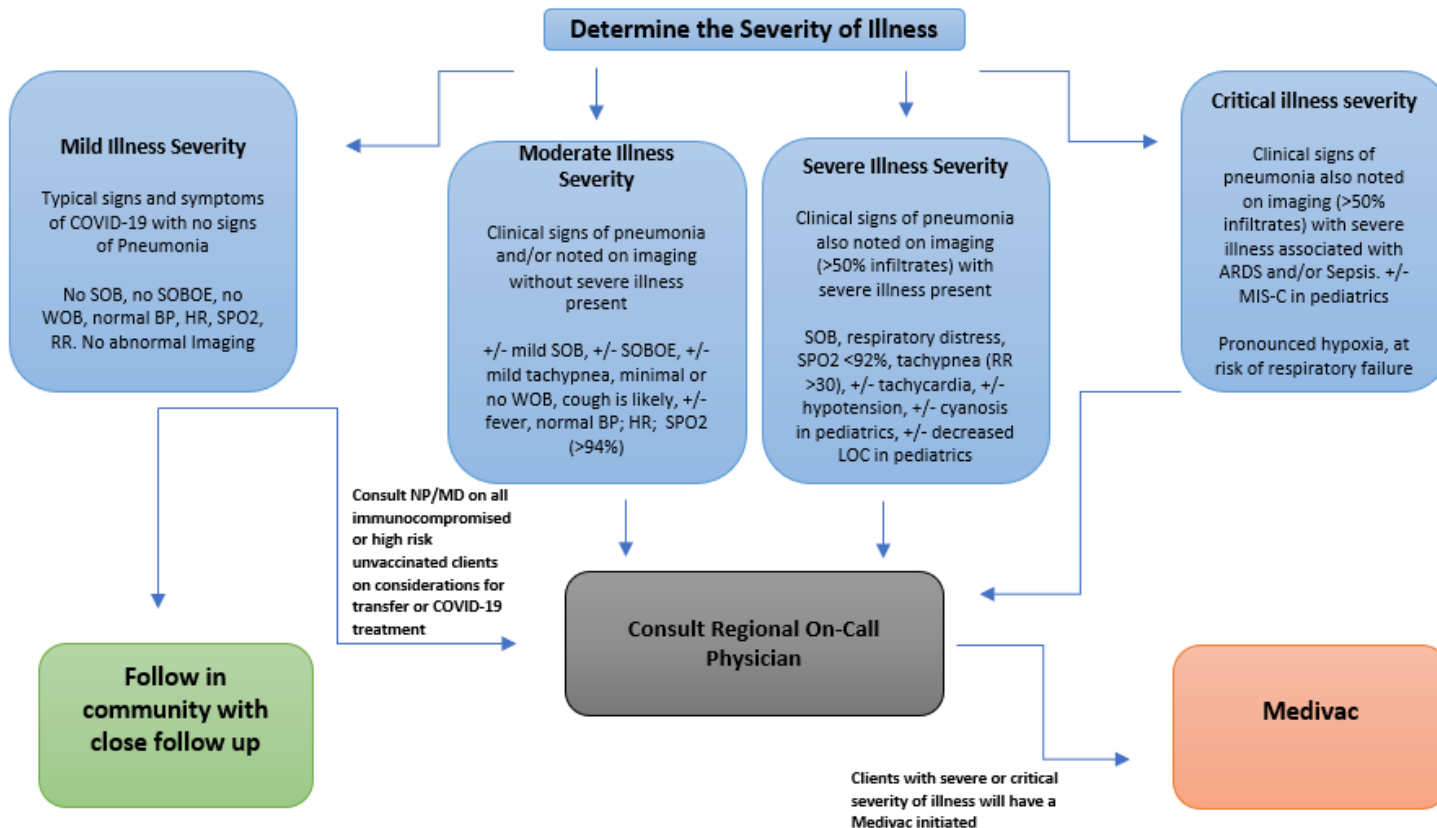 Determine the Severity of Illness
Mild Illness Severity
Typical signs and symptoms
of COVID-19 with no signs
of Pneumonia
No SOB, no SOBOE, no
WOB, normal BP, HR, SPO2,
RR. No abnormal Imaging
Moderate Illness
Severity
Clinical signs of pneumonia
and/or noted on imaging
without severe illness
present
+/- mild SOB, +/- SOBOE, +/-
mild tachypnea, minimal or
no WOB, cough is likely, +/-
fever, normal BP; HR; SPO2
(>94%)
Severe Illness Severity
Clinical signs of pneumonia
also noted on imaging
(>50% infiltrates) with
severe illness present
SOB, respiratory distress,
SPO2 <92%, tachypnea (RR
>30), +/- tachycardia, +/-
hypotension, +/- cyanosis
in pediatrics, +/- decreased
LOC in pediatrics
Critical illness severity
Clinical signs of
pneumonia also noted
on imaging (>50%
infiltrates) with severe
illness associated with
ARDS and/or Sepsis. +/-
MIS-C in pediatrics
Pronounced hypoxia, at
risk of respiratory failure
Consult NP/MD on all
immunocompromised
or high risk
unvaccinated clients
on considerations for
transfer or COVID-19
treatment
Follow in
community with
close follow up
Consult Regional On-Call
Physician
Medivac
Clients with severe or critical
severity of illness will have a
Medivac initiated